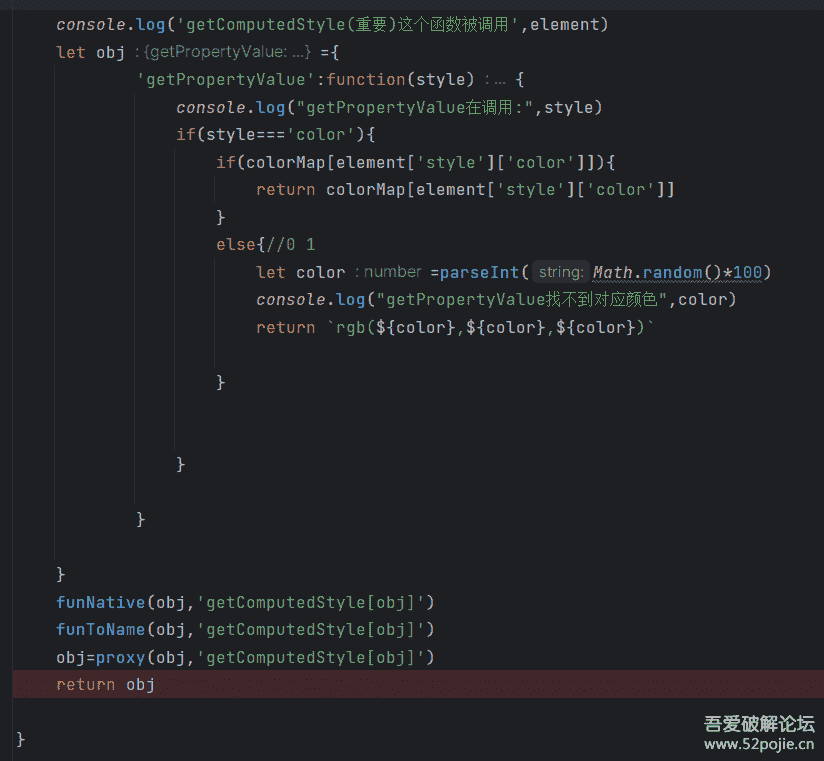 console.log('getComputedStyle(重要)这个函数被调用',element)
let obj : {getPropertyValue: ...} ={
'getPropertyValue':function(style) : ... {
console.log("getPropertyValue在调用:",style)
if(style==='color'){
if(colorMap[element['style']['color']]){
return colorMap[element['style']['color']]
}
else{//0 1
let color : number =parseInt( string: Math.random()*100)
console.log("getPropertyValue找不到对应颜色",color)
return `rgb(${color},${color},${color})`
}
}
}
}
funNative(obj,'getComputedStyle[obj]')
funToName(obj,'getComputedStyle[obj]')
obj=proxy(obj,'getComputedStyle[obj]')
return obj
}
吾爱破解论坛
www.52pojie.cn